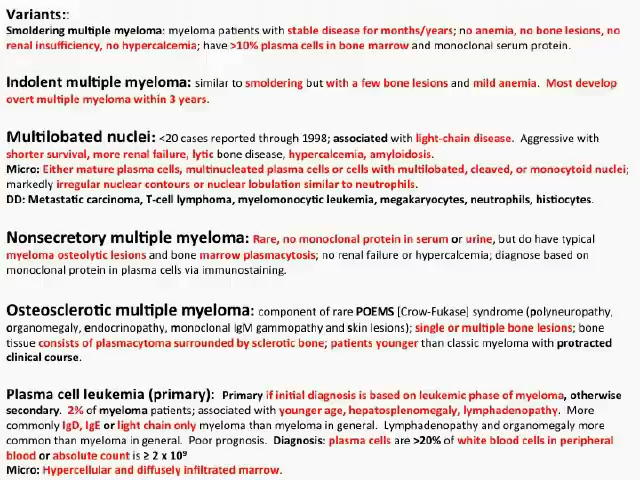 Variants::
Smoldering multiple myeloma: myeloma patients with stable disease for months/years; no anemia, no bone lesions, no
renal insufficiency, no hypercalcemia; have >10% plasma cells in bone marrow and monoclonal serum protein.
Indolent multiple myeloma: similar to smoldering but with a few bone lesions and mild anemia. Most develop
overt multiple myeloma within 3 years.
Multilobated nuclei: <20 cases reported through 1998; associated with light-chain disease. Aggressive with
shorter survival, more renal failure, lytic bone disease, hypercalcemia, amyloidosis.
Micro: Either mature plasma cells, multinucleated plasma cells or cells with multilobated, cleaved, or monocytoid nuclei;
markedly irregular nuclear contours or nuclear lobulation similar to neutrophils.
DD: Metastatic carcinoma, T-cell lymphoma, myelomonocytic leukemia, megakaryocytes, neutrophils, histiocytes.
Nonsecretory multiple myeloma: Rare, no monoclonal protein in serum or urine, but do have typical
myeloma osteolytic lesions and bone marrow plasmacytosis; no renal failure or hypercalcemia; diagnose based on
monoclonal protein in plasma cells via immunostaining.
Osteosclerotic multiple myeloma: component of rare POEMS [Crow-Fukase] syndrome (polyneuropathy,
organomegaly, endocrinopathy, monoclonal IgM gammopathy and skin lesions); single or multiple bone lesions; bone
tissue consists of plasmacytoma surrounded by sclerotic bone; patients younger than classic myeloma with protracted
clinical course.
Plasma cell leukemia (primary): Primary if initial diagnosis is based on leukemic phase of myeloma, otherwise
secondary. 2% of myeloma patients; associated with younger age, hepatosplenomegaly, lymphadenopathy. More
commonly IgD, IgE or light chain only myeloma than myeloma in general. Lymphadenopathy and organomegaly more
common than myeloma in general. Poor prognosis. Diagnosis: plasma cells are >20% of white blood cells in peripheral
blood or absolute count is ≥ 2 x 10⁹
Micro: Hypercellular and diffusely infiltrated marrow.